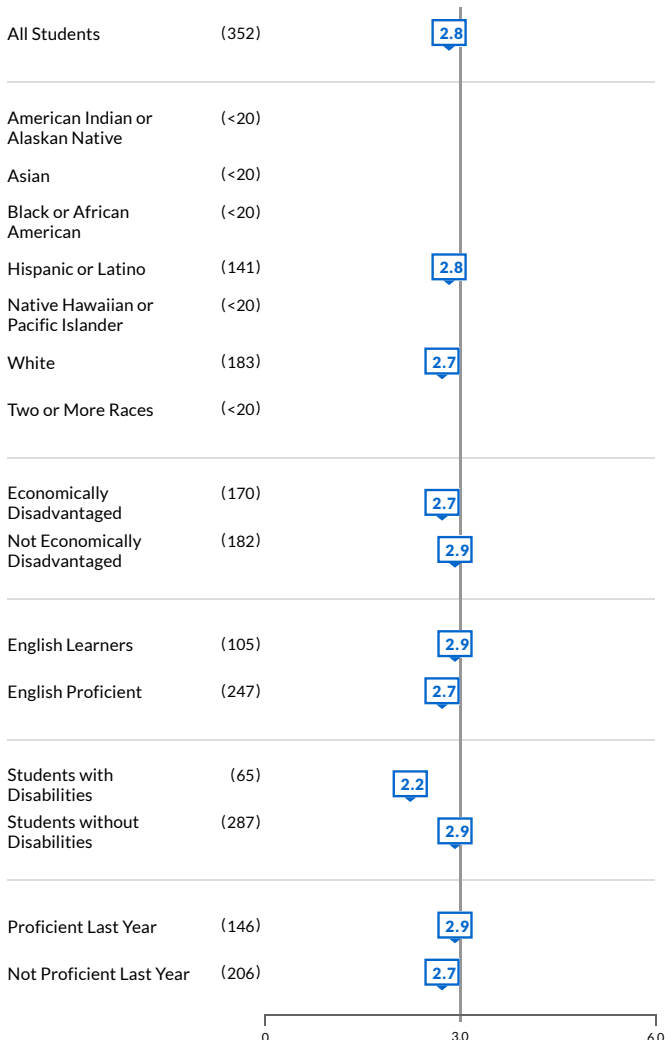 All Students (352) 2.8
American Indian or (<20)
Alaskan Native
Asian (<20)
Black or African (<20)
American
Hispanic or Latino (141) 2.8
Native Hawaiian or (<20)
Pacific Islander
White (183) 2.7
Two or More Races (<20)
Economically (170) 2.7
Disadvantaged
Not Economically (182) 2.9
Disadvantaged
English Learners (105) 2.9
English Proficient (247) 2.7
Students with (65) 2.2
Disabilities
Students without (287) 2.9
Disabilities
Proficient Last Year (146) 2.9
Not Proficient Last Year (206) 2.7
0 3.0 6.0